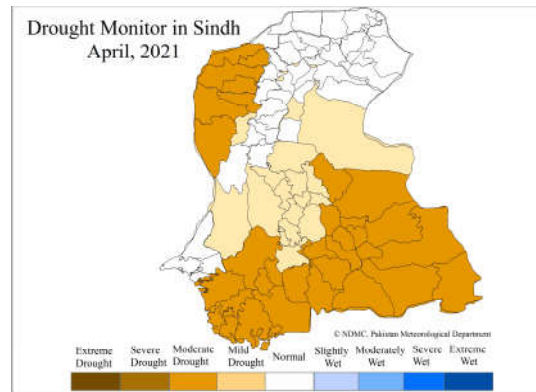 Drought Monitor in Sindh
April, 2021
© NDMC, Pakistan Meteorological Department
Extreme Drought
Severe Drought
Moderate Drought
Mild Drought
Normal
Slightly Wet
Moderately Wet
Severe Wet
Extreme Wet